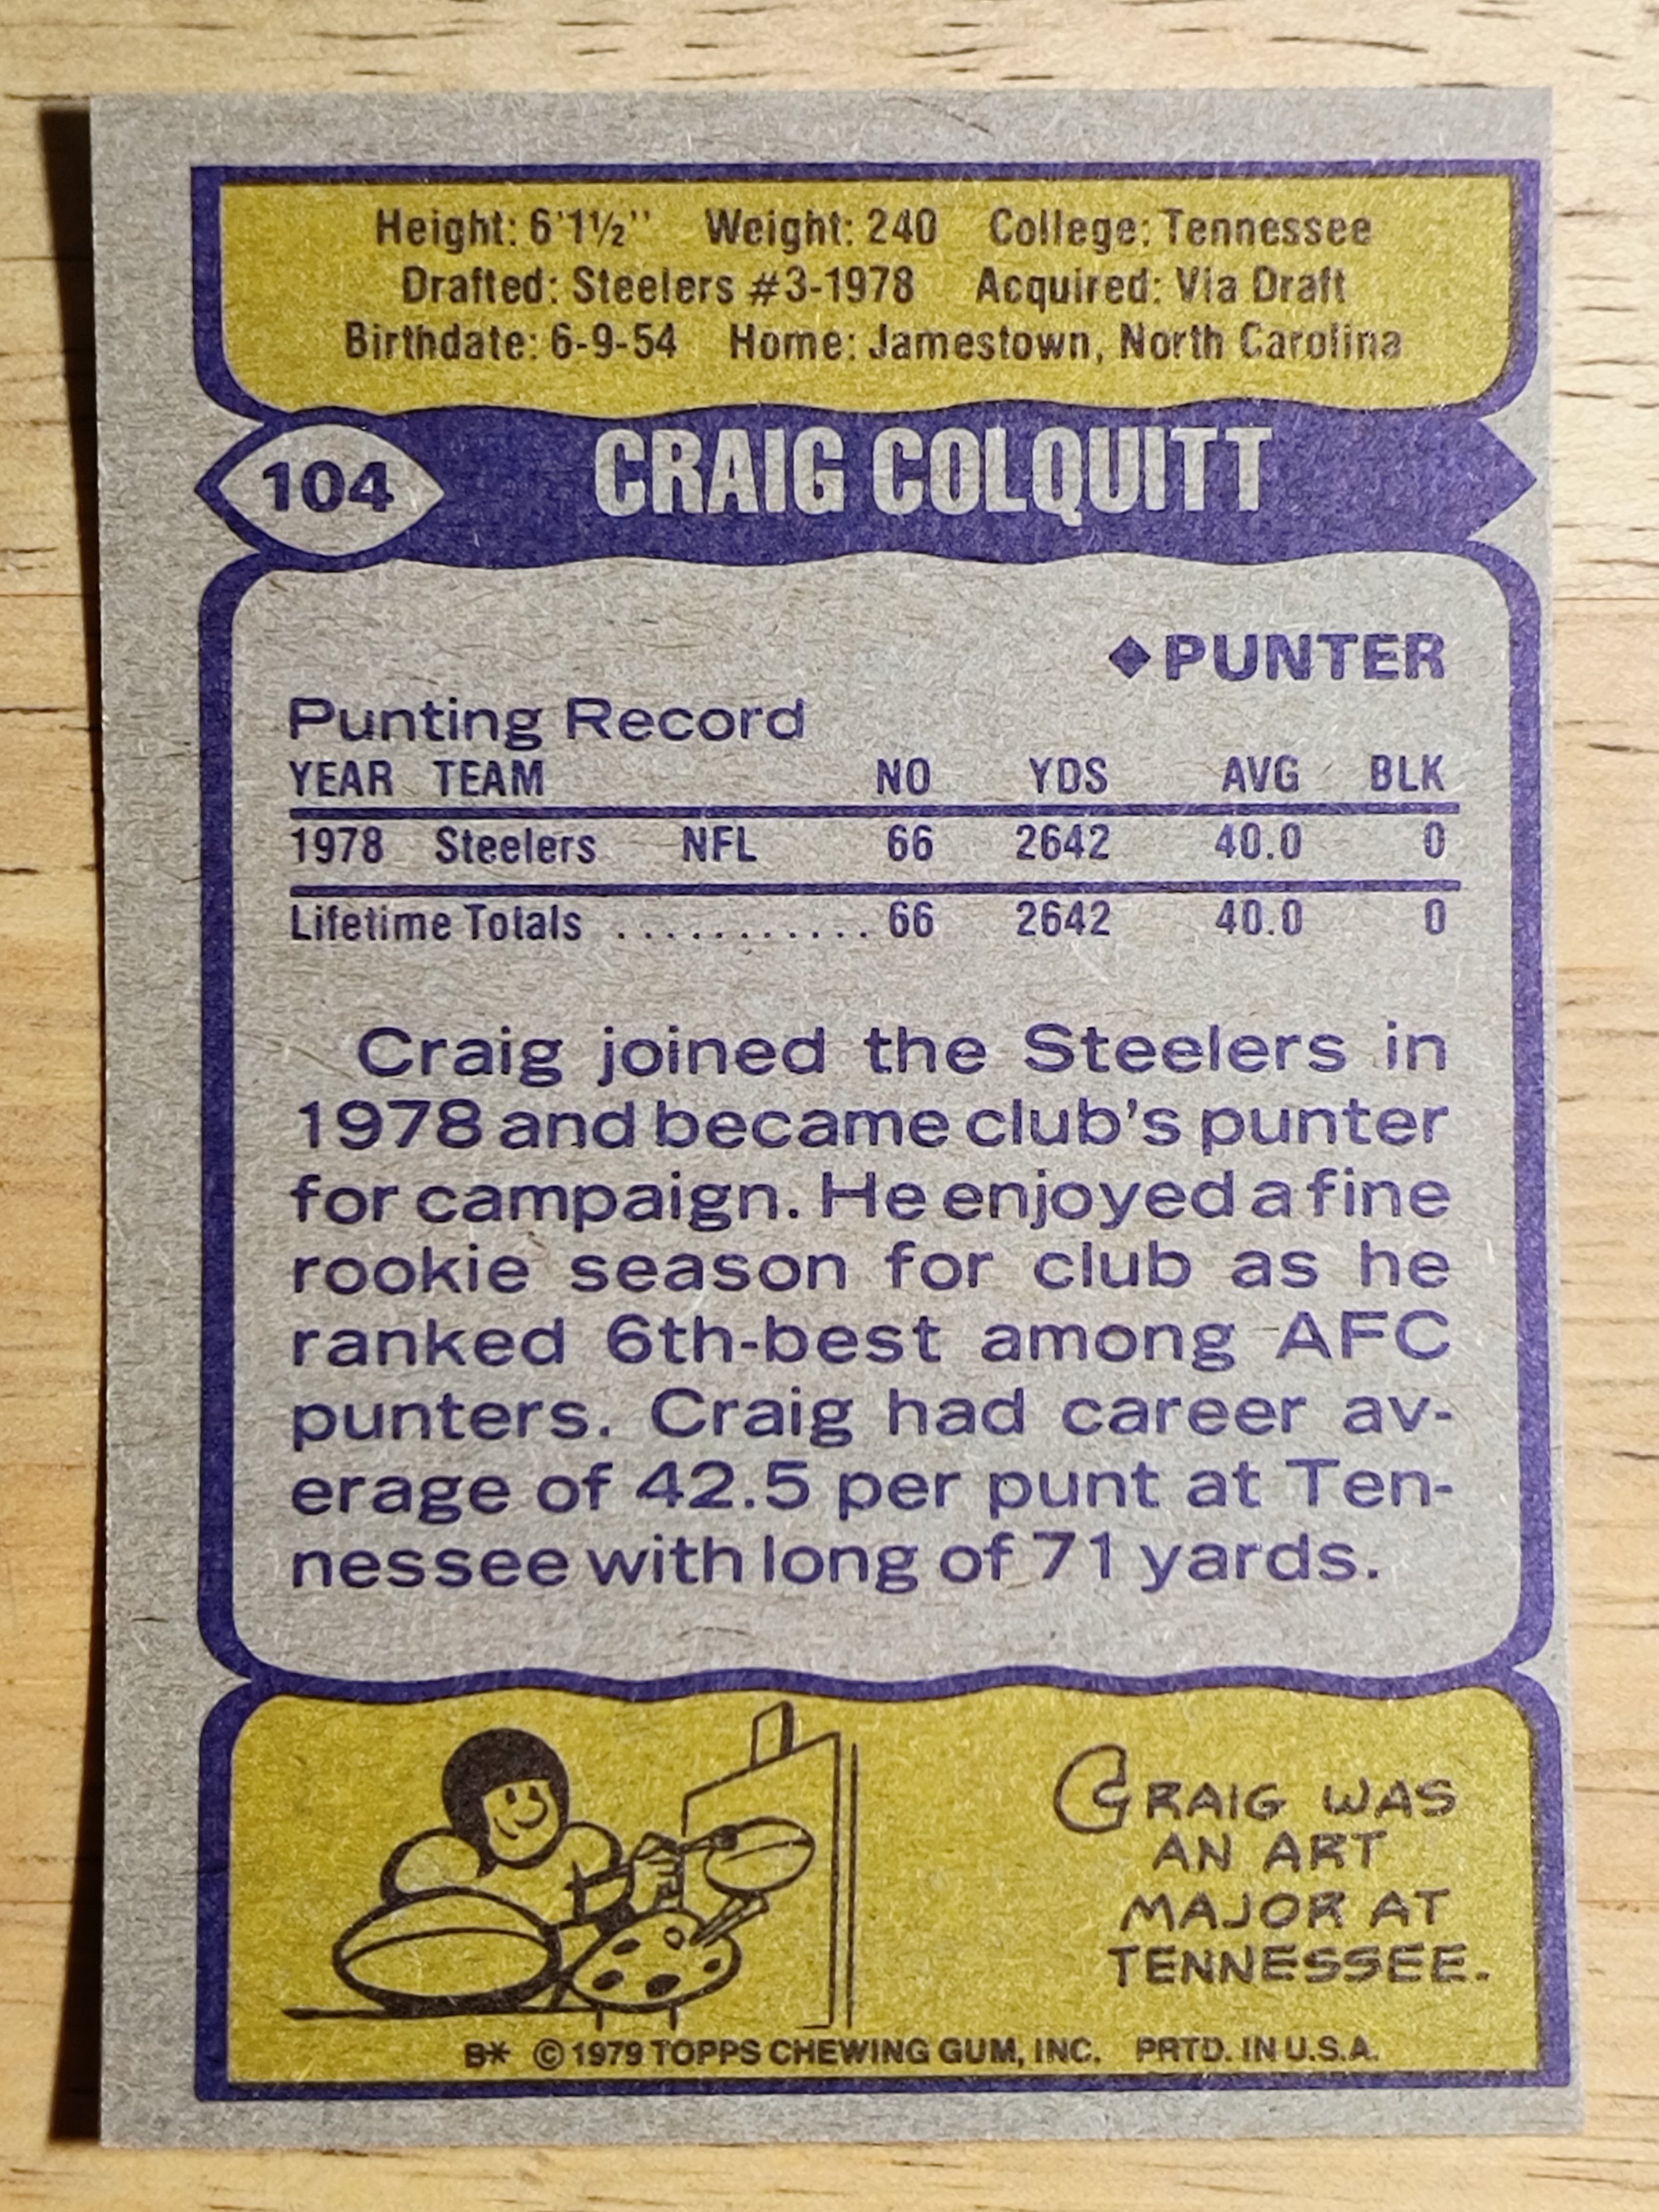 Height: 6'1½'' Weight: 240 College: Tennessee
Drafted: Steelers #3-1978 Acquired: Via Draft
Birthdate: 6-9-54 Home: Jamestown, North Carolina
104 CRAIG COLQUITT
◆PUNTER
Punting Record
YEAR TEAM NO YDS AVG BLK
1978 Steelers NFL 66 2642 40.0 0
Lifetime Totals ........... 66 2642 40.0 0
Craig joined the Steelers in
1978 and became club's punter
for campaign. He enjoyed a fine
rookie season for club as he
ranked 6th-best among AFC
punters. Craig had career av-
erage of 42.5 per punt at Ten-
nessee with long of 71 yards.
CRAIG WAS
AN ART
MAJOR AT
TENNESSEE.
B* © 1979 TOPPS CHEWING GUM, INC. PRTD. IN U.S.A.